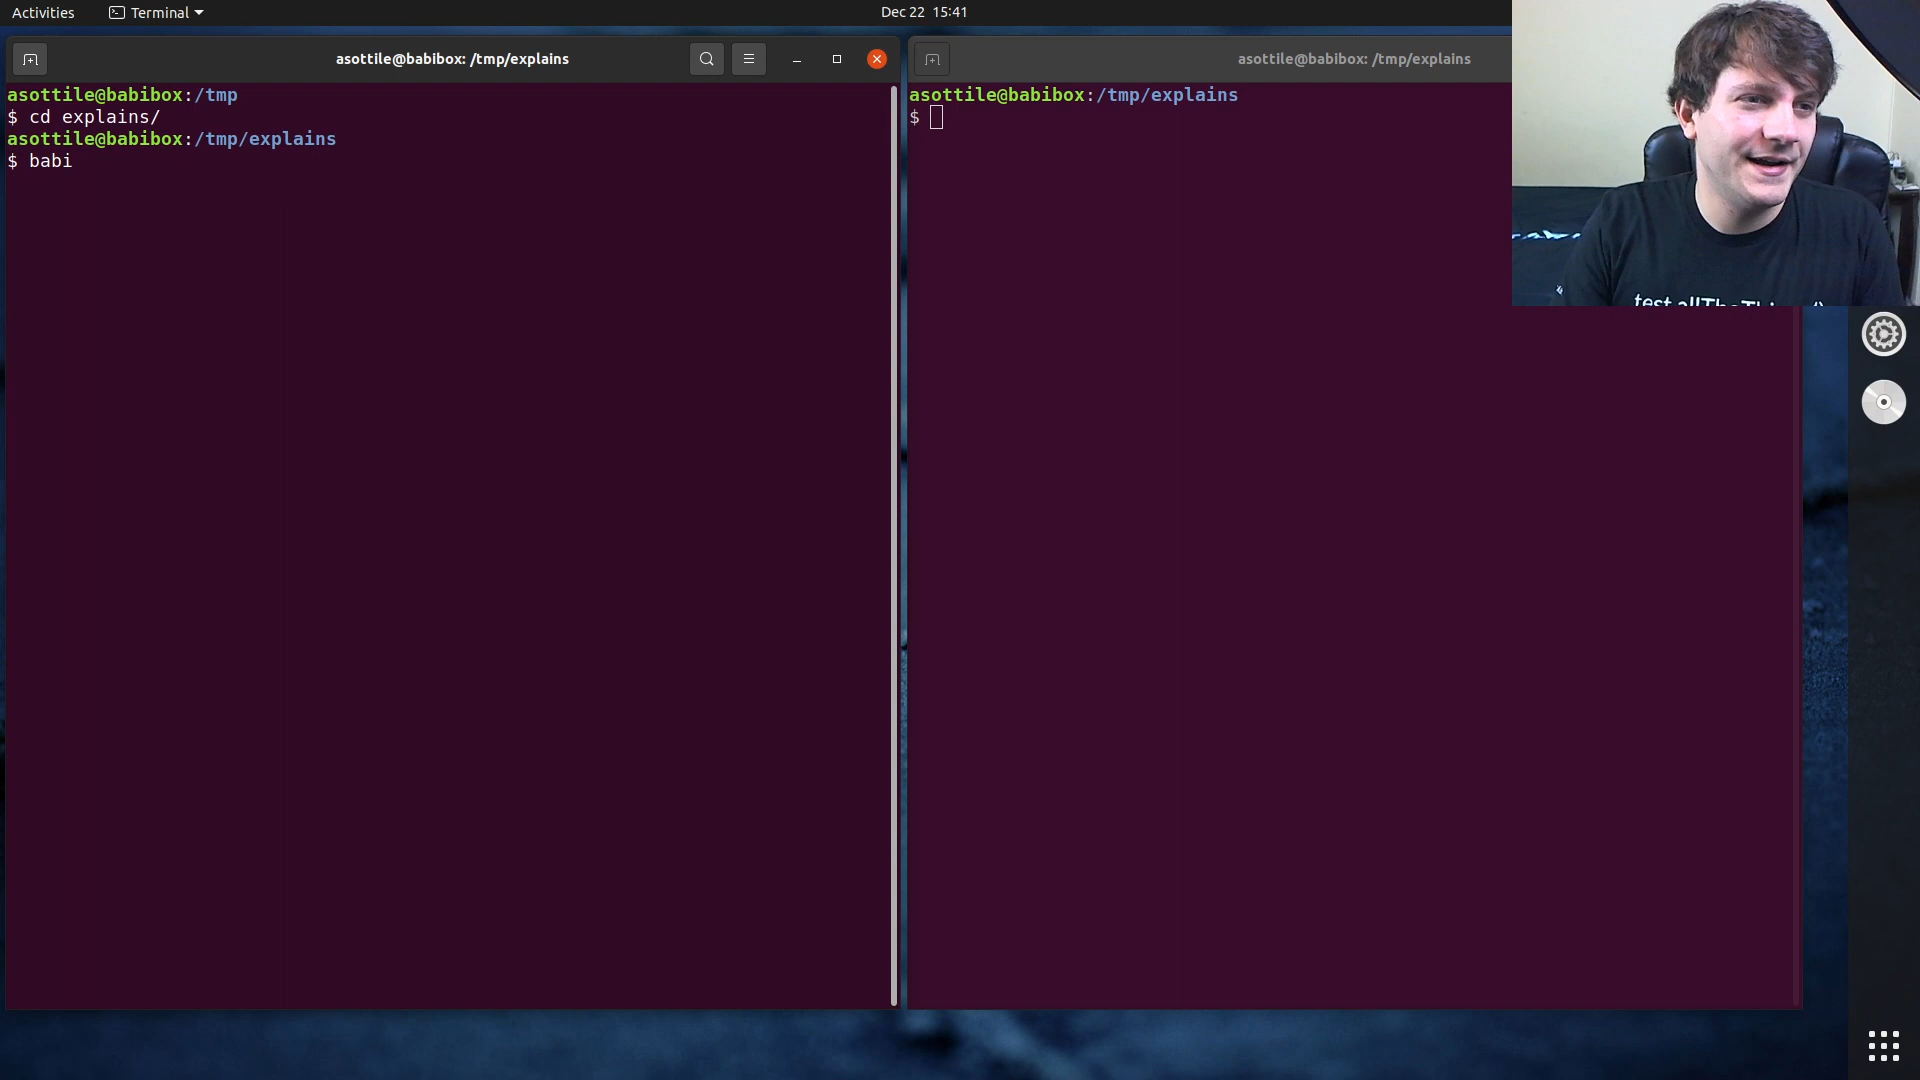 Activities
Terminal
Dec 22 15:41
asottile@babibox: /tmp/explains
asottile@babibox:/tmp
$ cd explains/
asottile@babibox:/tmp/explains
$ babi
asottile@babibox: /tmp/explains
asottile@babibox:/tmp/explains
$